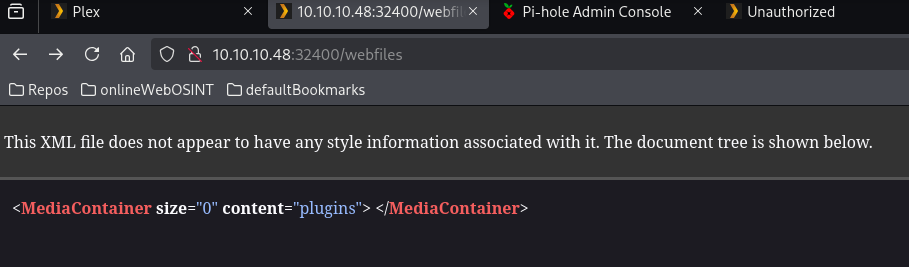 Plex
10.10.10.48:32400/webfil
Pi-hole Admin Console
Unauthorized
10.10.10.48:32400/webfiles
Repos
onlineWebOSINT
defaultBookmarks
This XML file does not appear to have any style information associated with it. The document tree is shown below.
<MediaContainer size="0" content="plugins"> </MediaContainer>